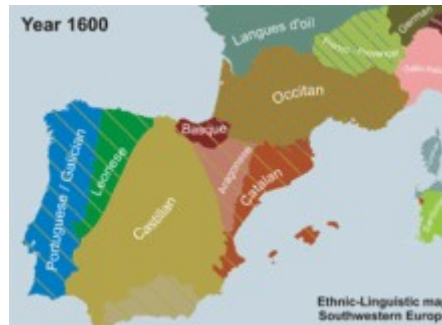 Year 1600
Langues d'oïl
German
Franco-Provençal
Occitan
Basque
Portuguese / Galician
Leonese
Castilian
Aragonese
Catalan
Ethnic-Linguistic map
Southwestern Europ